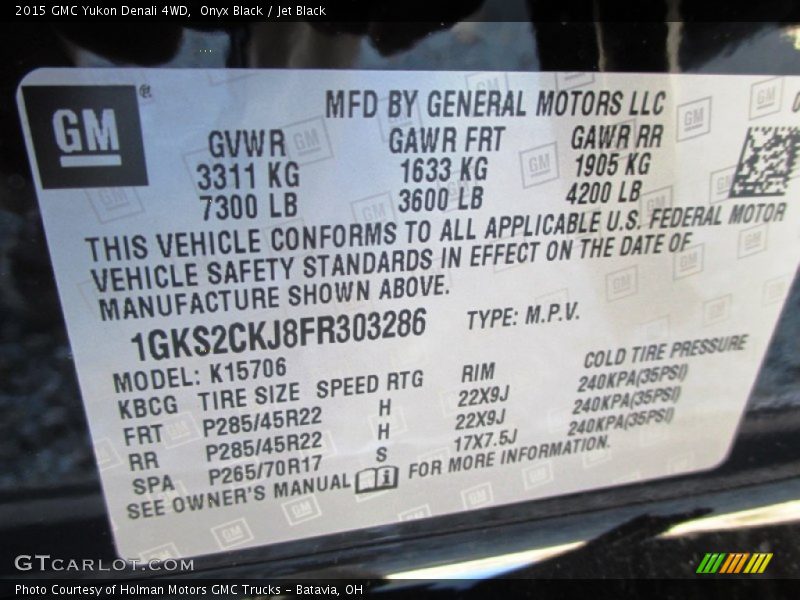 2015 GMC Yukon Denali 4WD, Onyx Black / Jet Black
GM ®
MFD BY GENERAL MOTORS LLC
GVWR GAWR FRT GAWR RR
3311 KG 1633 KG 1905 KG
7300 LB 3600 LB 4200 LB
THIS VEHICLE CONFORMS TO ALL APPLICABLE U.S. FEDERAL MOTOR
VEHICLE SAFETY STANDARDS IN EFFECT ON THE DATE OF
MANUFACTURE SHOWN ABOVE.
1GKS2CKJ8FR303286 TYPE: M.P.V.
MODEL: K15706
KBCG TIRE SIZE SPEED RTG RIM COLD TIRE PRESSURE
FRT P285/45R22 H 22X9J 240KPA(35PSI)
RR P285/45R22 H 22X9J 240KPA(35PSI)
SPA P265/70R17 S 17X7.5J 240KPA(35PSI)
SEE OWNER'S MANUAL i FOR MORE INFORMATION.
GTCARLOT.COM
Photo Courtesy of Holman Motors GMC Trucks - Batavia, OH